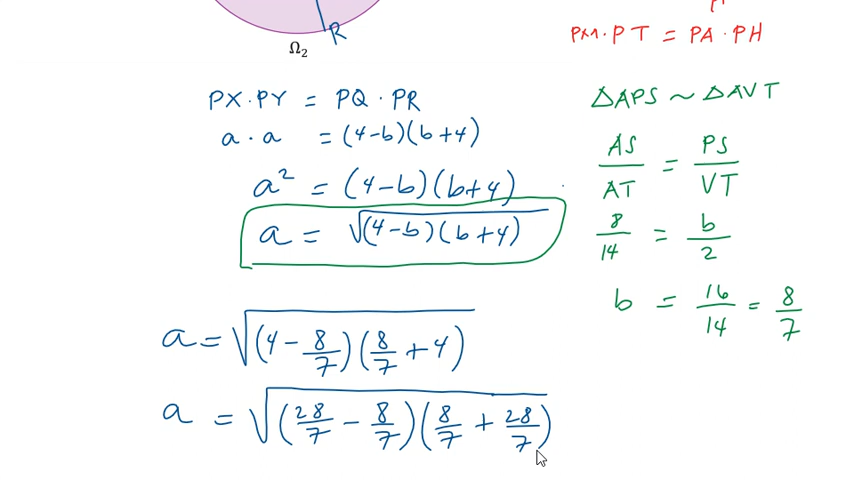 R
Ω₂
PM·PT = PA·PH
PX·PY = PQ·PR
a·a = (4-b)(b+4)
a² = (4-b)(b+4)
a = √(4-b)(b+4)
a = √(4 - 8/7)(8/7 + 4)
a = √(28/7 - 8/7)(8/7 + 28/7)
△APS ~ △AVT
AS/AT = PS/VT
8/14 = b/2
b = 16/14 = 8/7